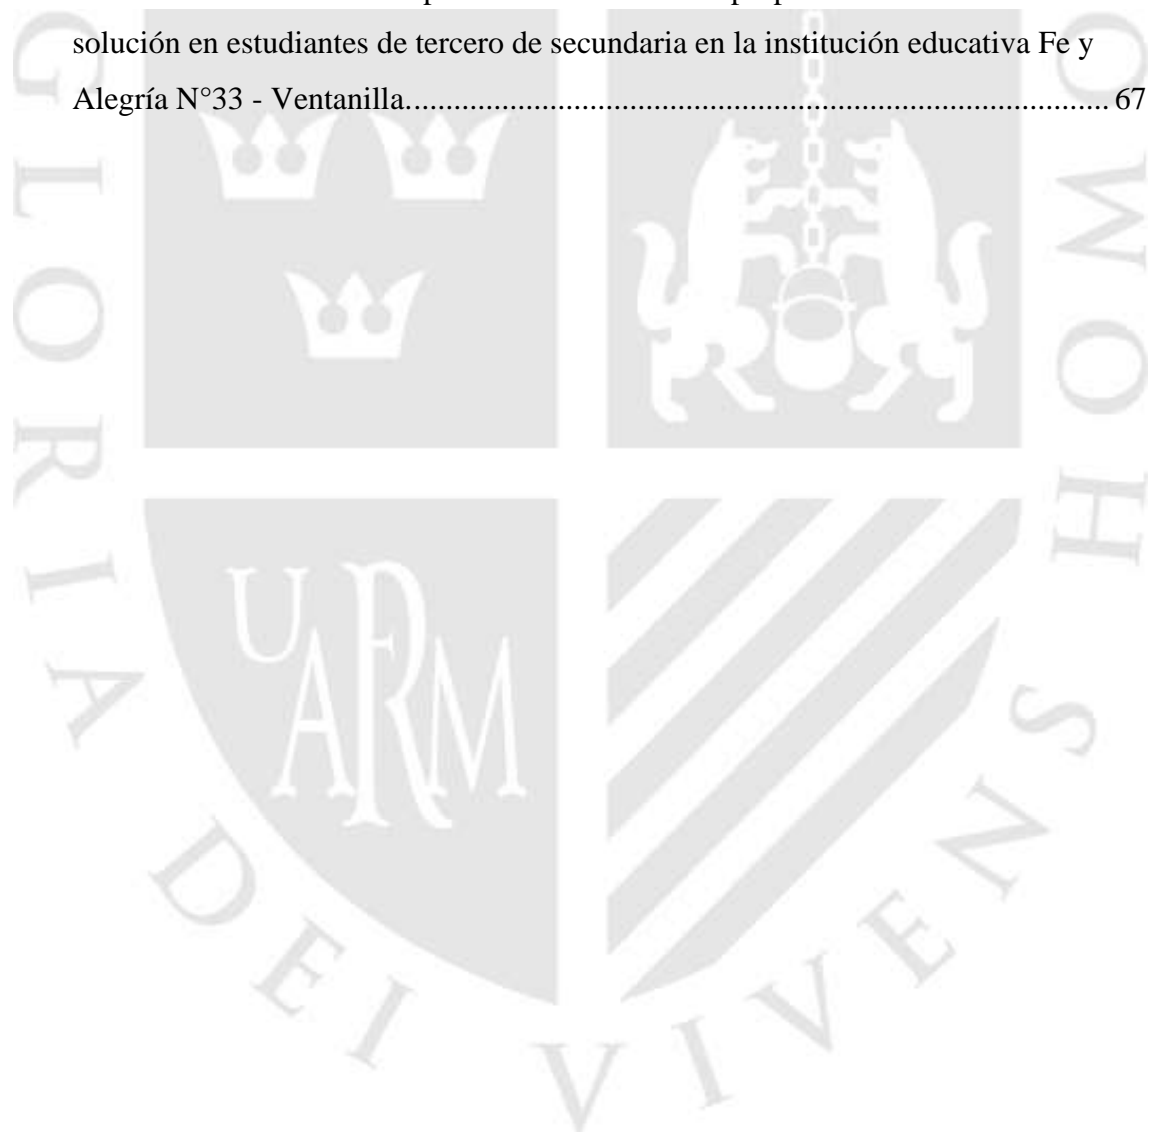 solución en estudiantes de tercero de secundaria en la institución educativa Fe y
Alegría N°33 - Ventanilla...................................................................................... 67
GLORIA DEI VIVENS HOMO
UARM